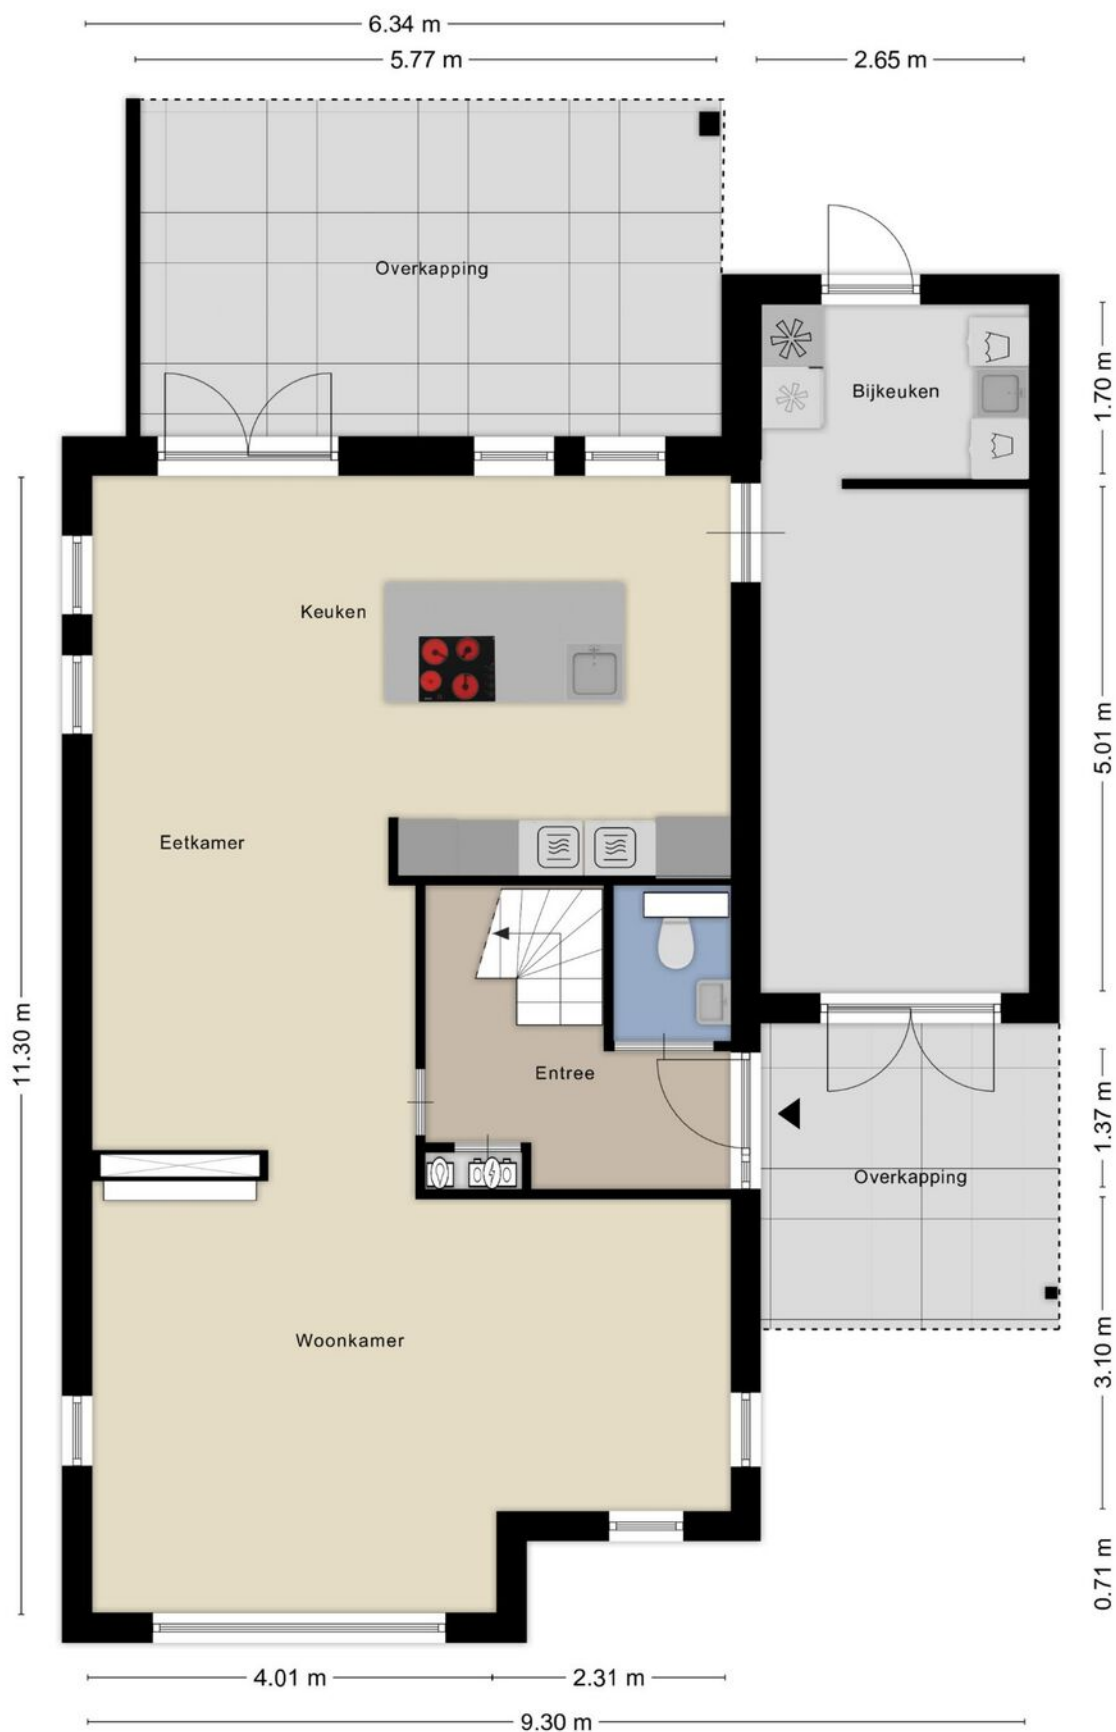 6.34 m
5.77 m
2.65 m
Overkapping
Bijkeuken
1.70 m
Keuken
5.01 m
Eetkamer
11.30 m
Entree
1.37 m
Overkapping
Woonkamer
3.10 m
0.71 m
4.01 m
2.31 m
9.30 m